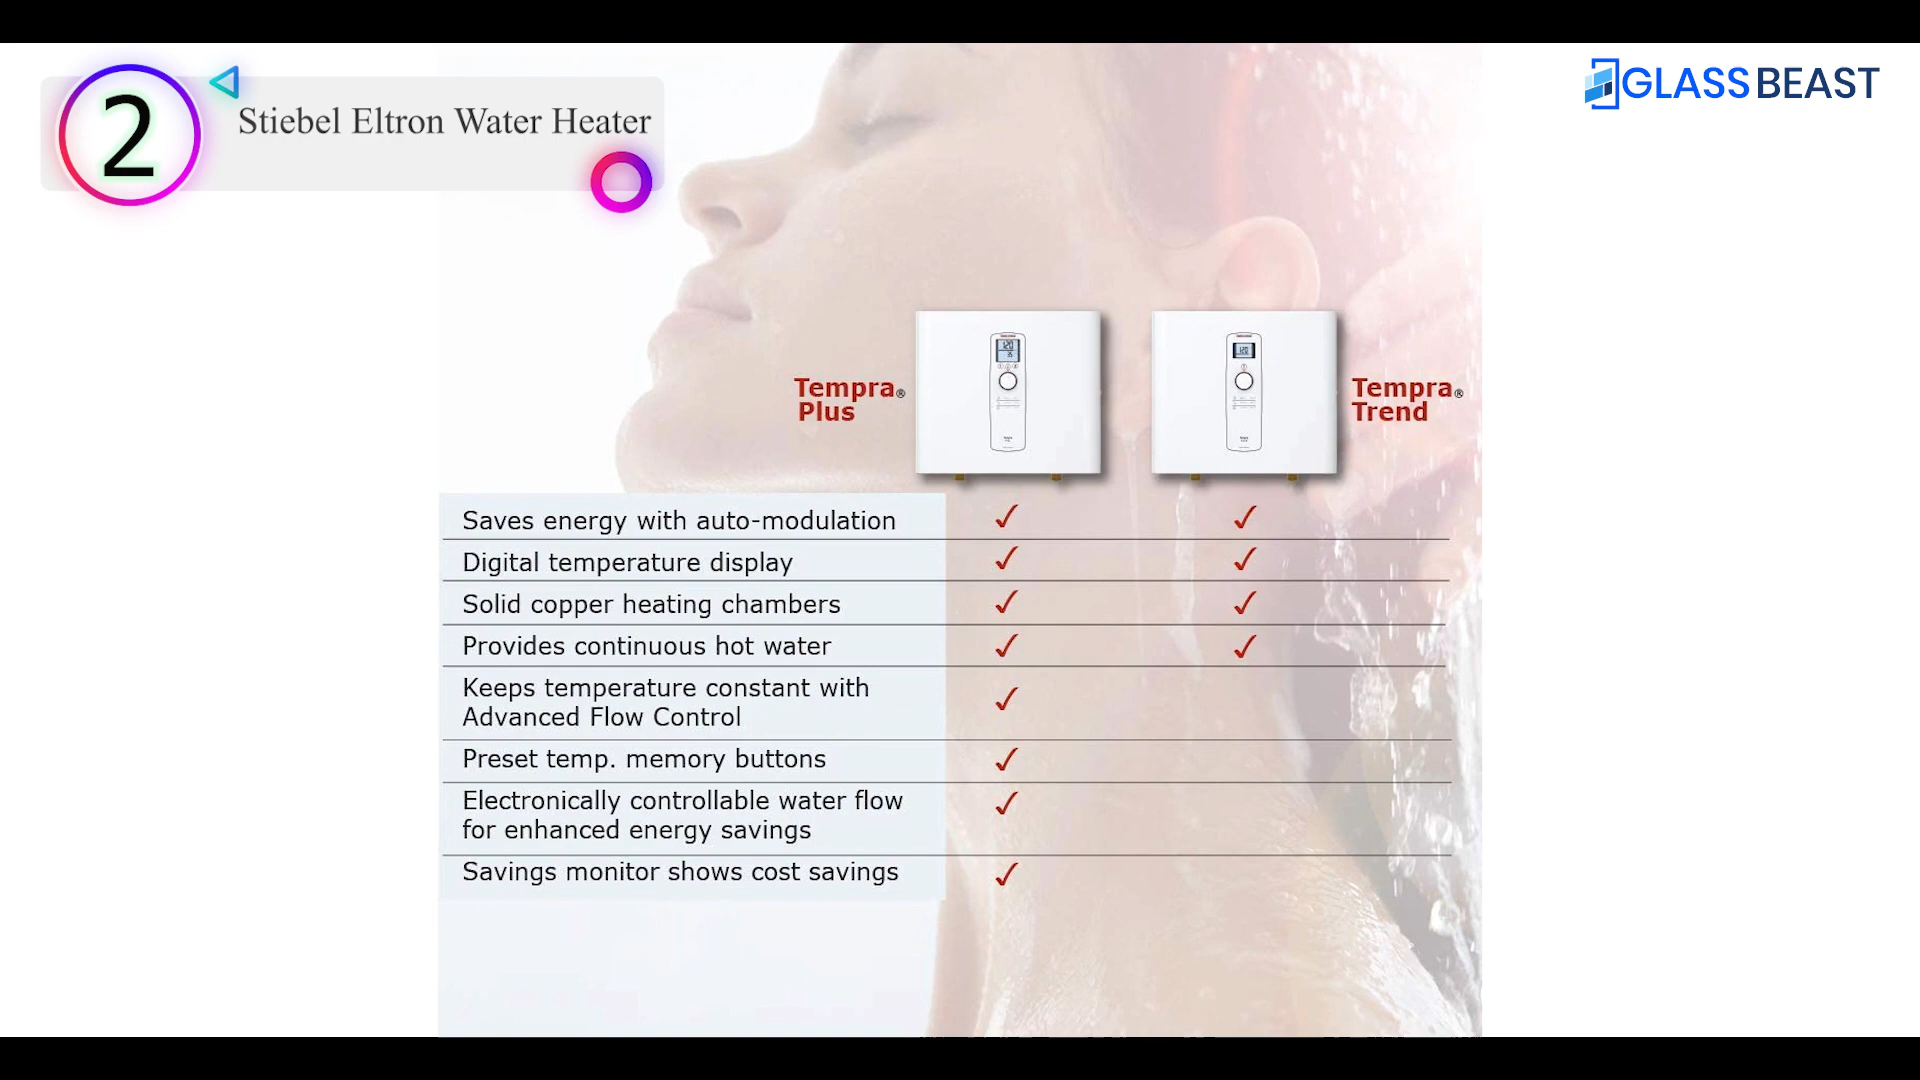 2
Stiebel Eltron Water Heater
GLASS BEAST
Tempra®
Plus
Tempra®
Trend
Saves energy with auto-modulation ✓ ✓
Digital temperature display ✓ ✓
Solid copper heating chambers ✓ ✓
Provides continuous hot water ✓ ✓
Keeps temperature constant with
Advanced Flow Control ✓
Preset temp. memory buttons ✓
Electronically controllable water flow
for enhanced energy savings ✓
Savings monitor shows cost savings ✓